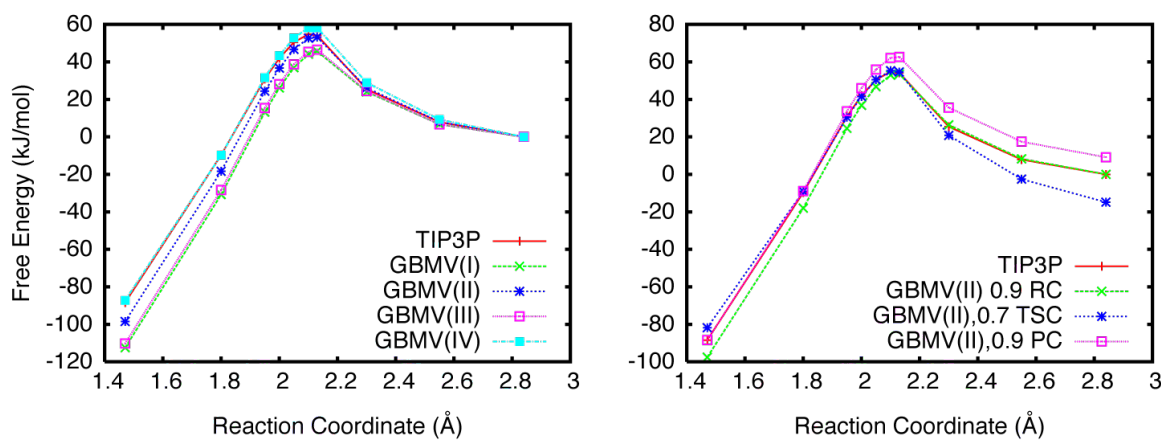 60
40
20
0
-20
-40
-60
-80
-100
-120
Free Energy (kJ/mol)
TIP3P
GBMV(I)
GBMV(II)
GBMV(III)
GBMV(IV)
1.4 1.6 1.8 2 2.2 2.4 2.6 2.8 3
Reaction Coordinate (Å)
80
60
40
20
0
-20
-40
-60
-80
-100
TIP3P
GBMV(II) 0.9 RC
GBMV(II),0.7 TSC
GBMV(II),0.9 PC
1.4 1.6 1.8 2 2.2 2.4 2.6 2.8 3
Reaction Coordinate (Å)